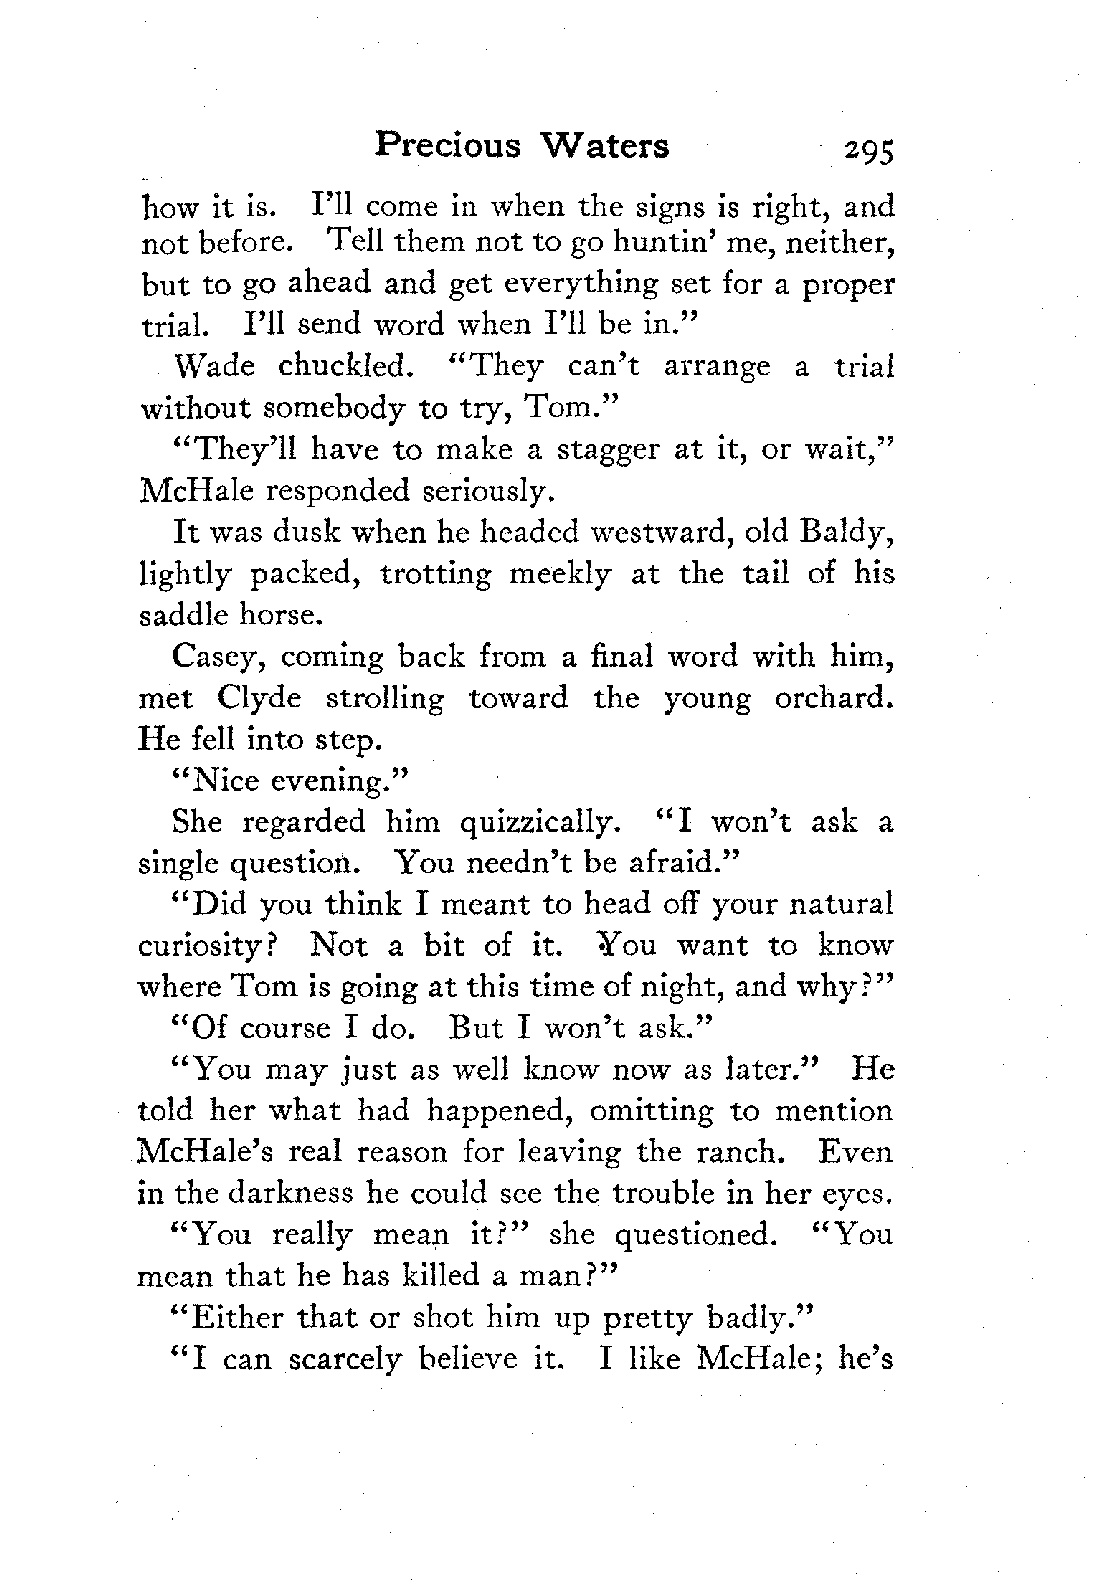 Precious Waters 295
how it is. I'll come in when the signs is right, and
not before. Tell them not to go huntin' me, neither,
but to go ahead and get everything set for a proper
trial. I'll send word when I'll be in."
Wade chuckled. "They can't arrange a trial
without somebody to try, Tom."
"They'll have to make a stagger at it, or wait,"
McHale responded seriously.
It was dusk when he headed westward, old Baldy,
lightly packed, trotting meekly at the tail of his
saddle horse.
Casey, coming back from a final word with him,
met Clyde strolling toward the young orchard.
He fell into step.
"Nice evening."
She regarded him quizzically. "I won't ask a
single question. You needn't be afraid."
"Did you think I meant to head off your natural
curiosity? Not a bit of it. You want to know
where Tom is going at this time of night, and why?"
"Of course I do. But I won't ask."
"You may just as well know now as later." He
told her what had happened, omitting to mention
McHale's real reason for leaving the ranch. Even
in the darkness he could see the trouble in her eyes.
"You really mean it?" she questioned. "You
mean that he has killed a man?"
"Either that or shot him up pretty badly."
"I can scarcely believe it. I like McHale; he's